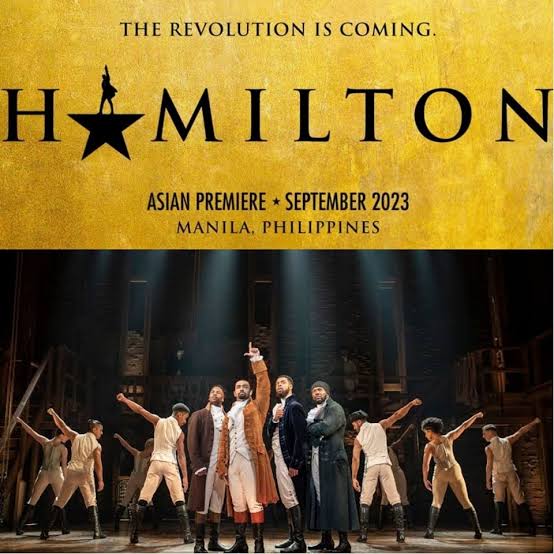 THE REVOLUTION IS COMING.
HAMILTON
ASIAN PREMIERE ★ SEPTEMBER 2023
MANILA, PHILIPPINES